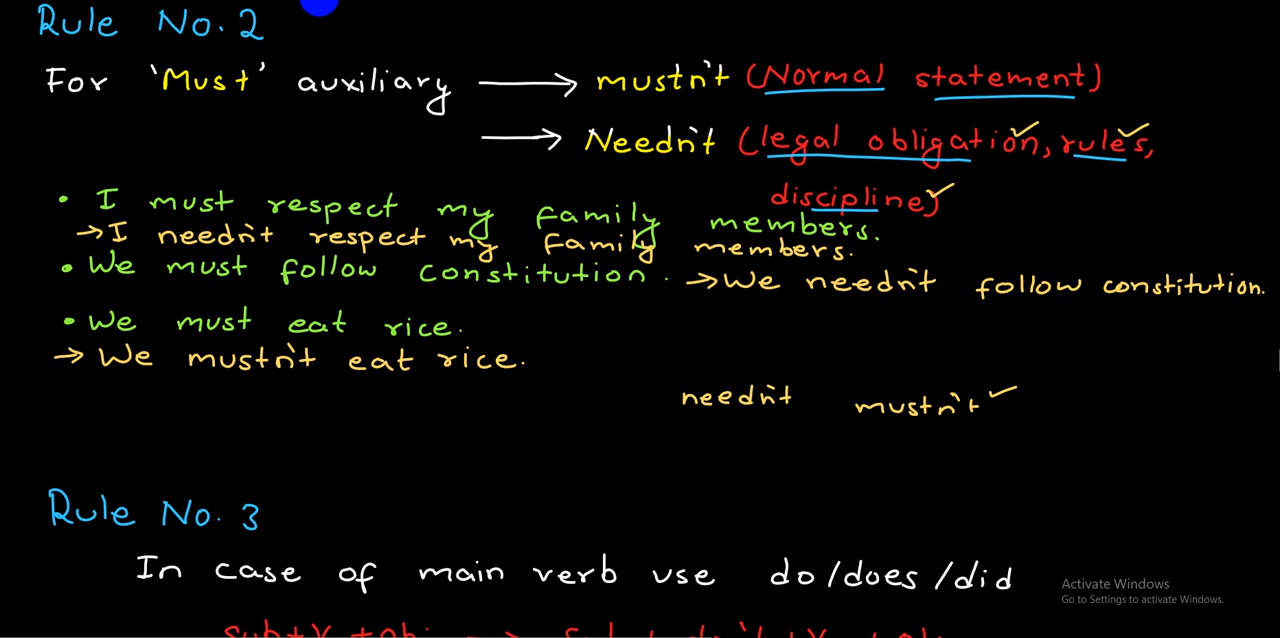 Rule No. 2
For 'Must' auxiliary → mustn't (Normal statement)
→ Needn't (legal obligation, rules,
discipline)
• I must respect my family members.
→ I needn't respect my family members.
• We must follow constitution. → We needn't follow constitution.
• We must eat rice.
→ We mustn't eat rice.
needn't mustn't ✓
Rule No. 3
In case of main verb use do/does/did
Activate Windows
Go to Settings to activate Windows.